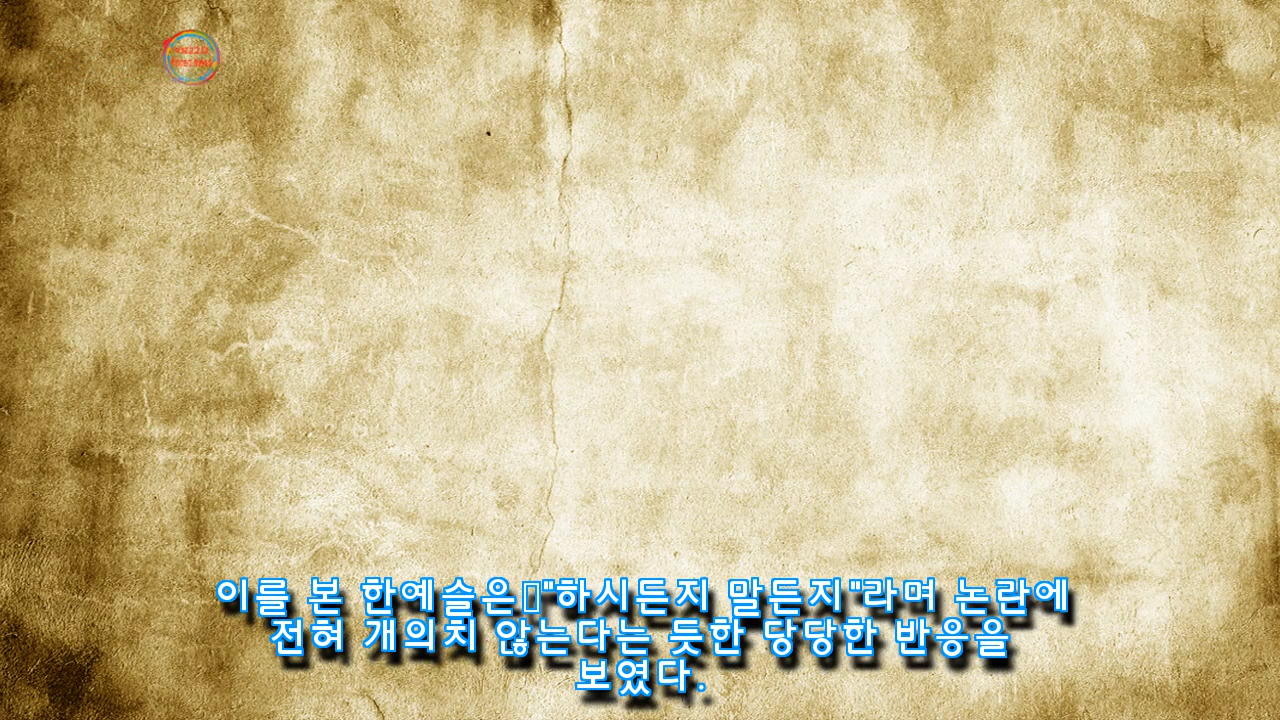 이를 본 한예슬은 "하시든지 말든지"라며 논란에
전혀 개의치 않는다는 듯한 당당한 반응을
보였다.